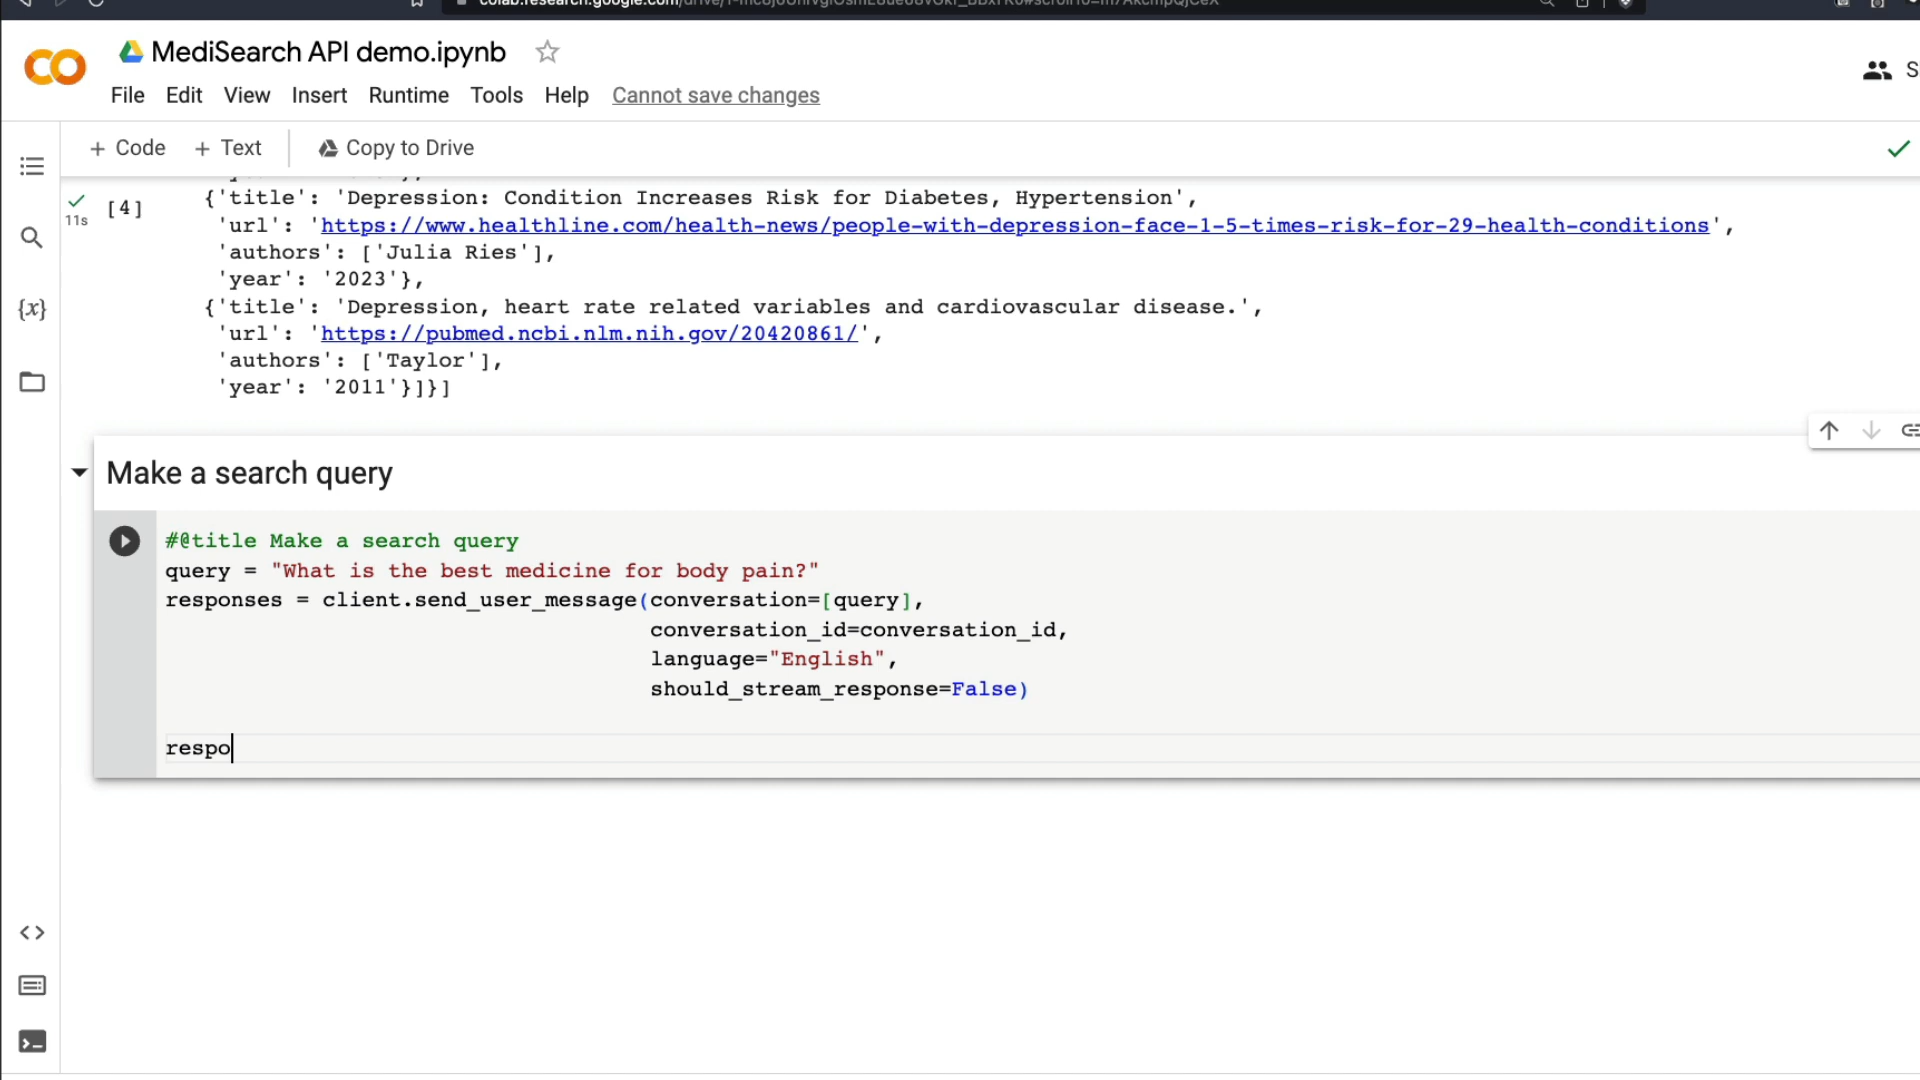 MediSearch API demo.ipynb
File Edit View Insert Runtime Tools Help Cannot save changes
+ Code + Text Copy to Drive
11s [4] {'title': 'Depression: Condition Increases Risk for Diabetes, Hypertension',
'url': 'https://www.healthline.com/health-news/people-with-depression-face-1-5-times-risk-for-29-health-conditions',
'authors': ['Julia Ries'],
'year': '2023'},
{'title': 'Depression, heart rate related variables and cardiovascular disease.',
'url': 'https://pubmed.ncbi.nlm.nih.gov/20420861/',
'authors': ['Taylor'],
'year': '2011'}]}]
Make a search query
#@title Make a search query
query = "What is the best medicine for body pain?"
responses = client.send_user_message(conversation=[query],
conversation_id=conversation_id,
language="English",
should_stream_response=False)
respo